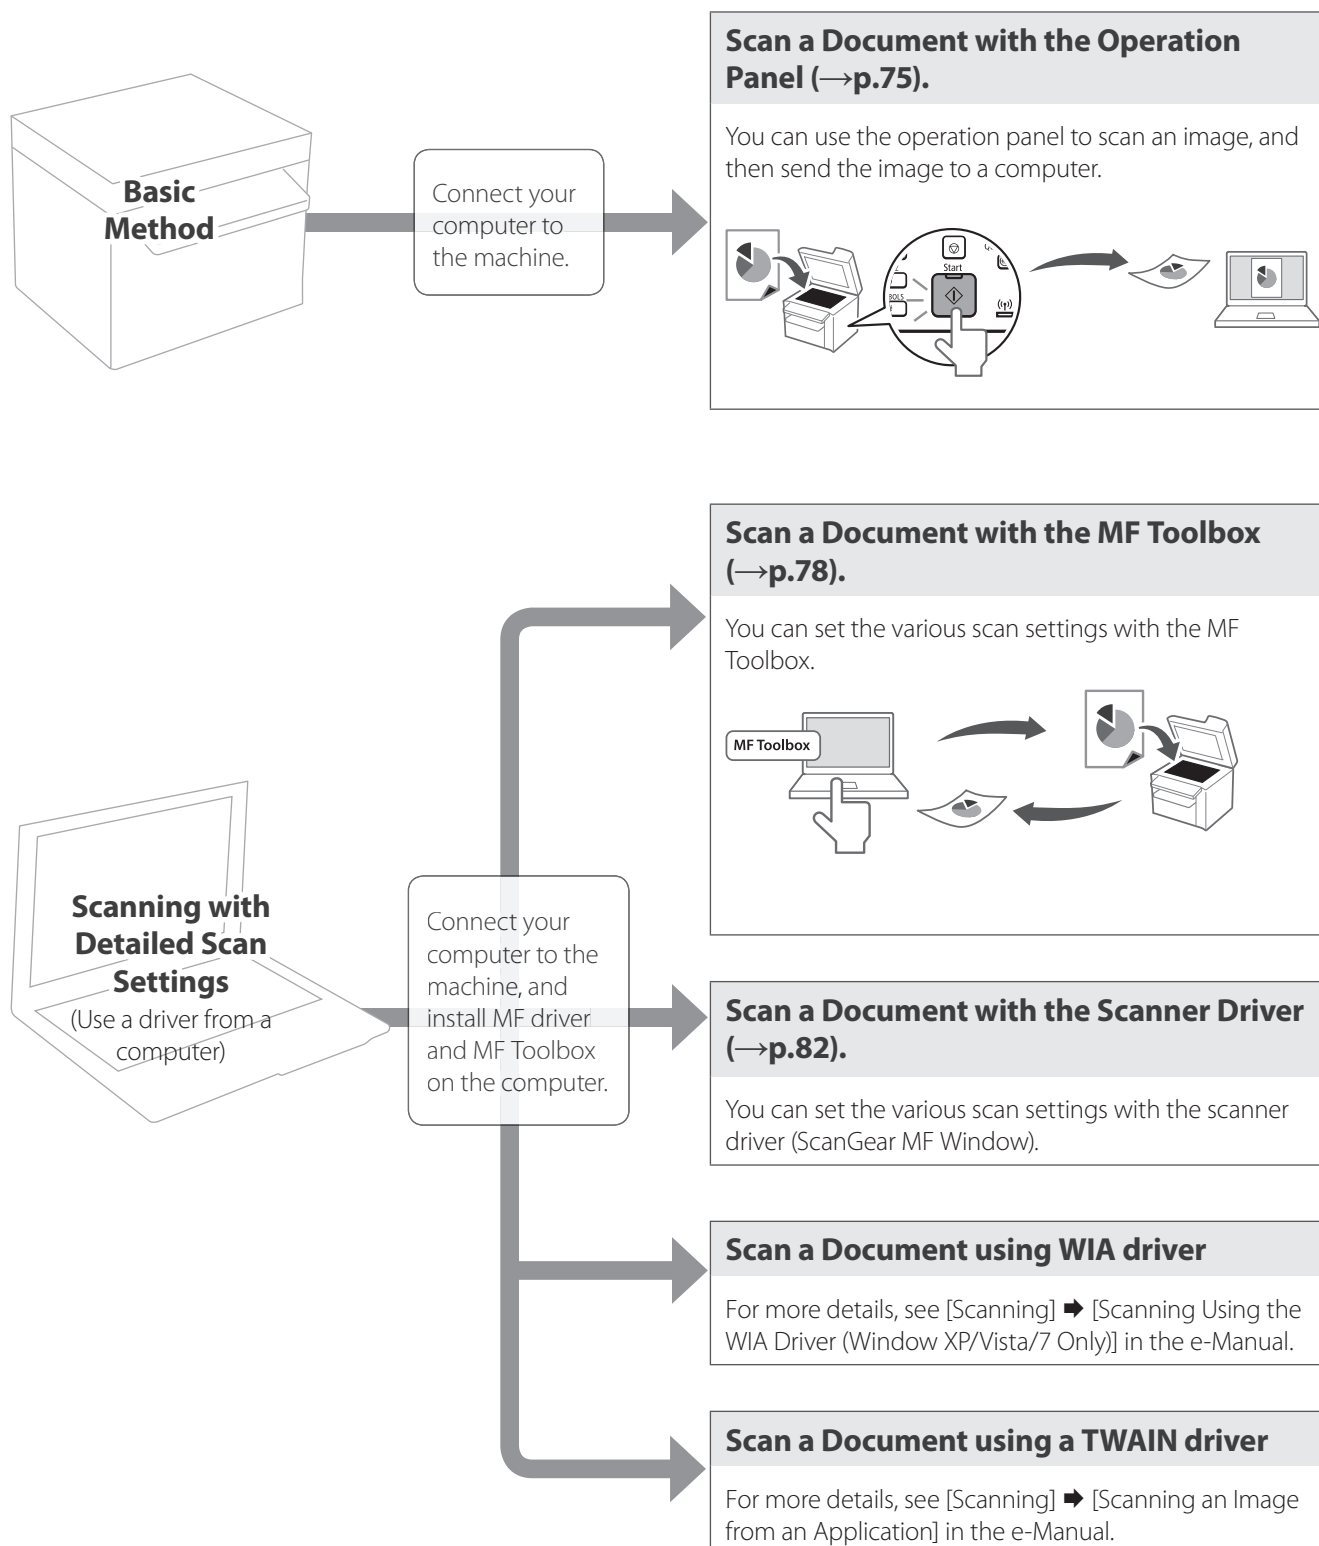 Basic
Method
Connect your
computer to
the machine.
Scan a Document with the Operation
Panel (→p.75).
You can use the operation panel to scan an image, and
then send the image to a computer.
Start
Scanning with
Detailed Scan
Settings
(Use a driver from a
computer)
Connect your
computer to the
machine, and
install MF driver
and MF Toolbox
on the computer.
Scan a Document with the MF Toolbox
(→p.78).
You can set the various scan settings with the MF
Toolbox.
MF Toolbox
Scan a Document with the Scanner Driver
(→p.82).
You can set the various scan settings with the scanner
driver (ScanGear MF Window).
Scan a Document using WIA driver
For more details, see [Scanning] ➡ [Scanning Using the
WIA Driver (Window XP/Vista/7 Only)] in the e-Manual.
Scan a Document using a TWAIN driver
For more details, see [Scanning] ➡ [Scanning an Image
from an Application] in the e-Manual.